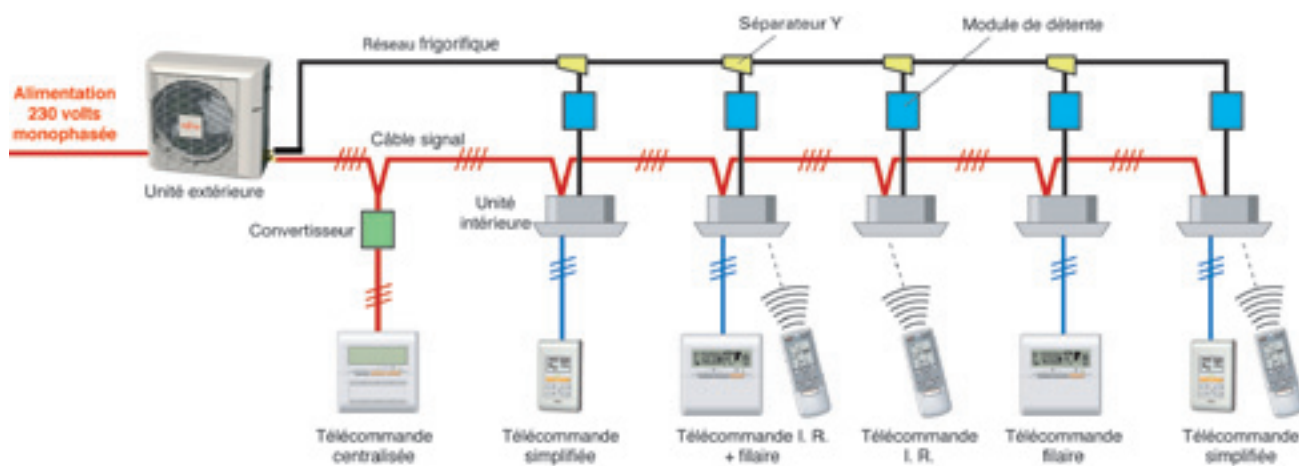 Séparateur Y
Module de détente
Réseau frigorifique
Alimentation
230 volts
monophasée
Câble signal
Unité extérieure
Unité
intérieure
Convertisseur
Télécommande
centralisée
Télécommande
simplifiée
Télécommande I. R.
+ filaire
Télécommande
I. R.
Télécommande
filaire
Télécommande
simplifiée